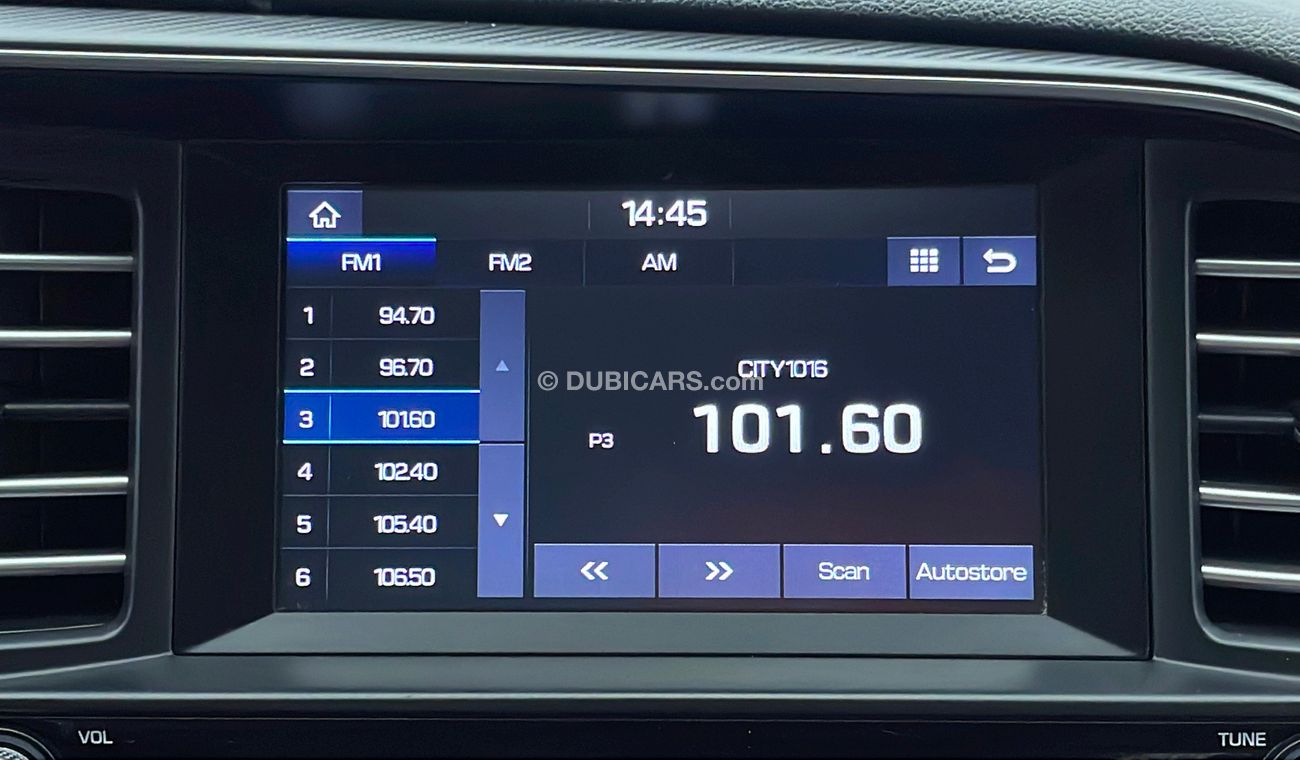 14:45
FM1 FM2 AM
1 94.70
2 96.70
3 101.60
4 102.40
5 105.40
6 106.50
CITY1016
© DUBICARS.com
P3 101.60
<< >> Scan Autostore
VOL
TUNE